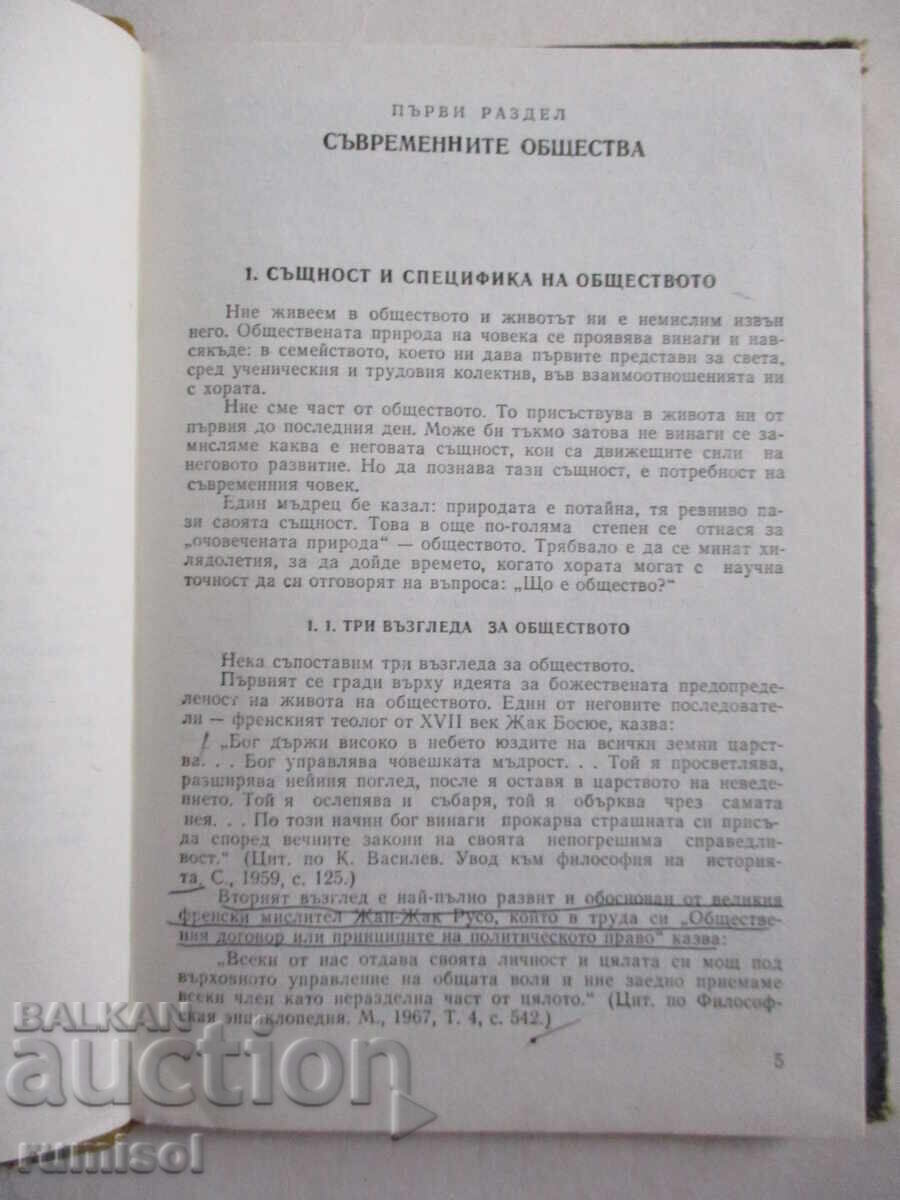 ПЪРВИ РАЗДЕЛ
СЪВРЕМЕННИТЕ ОБЩЕСТВА
1. СЪЩНОСТ И СПЕЦИФИКА НА ОБЩЕСТВОТО
Ние живеем в обществото и животът ни е немислим извън
него. Обществената природа на човека се проявява винаги и нав-
сякъде: в семейството, което ни дава първите представи за света,
сред ученическия и трудовия колектив, във взаимоотношенията ни
с хората.
Ние сме част от обществото. То присъствува в живота ни от
първия до последния ден. Може би тъкмо затова не винаги се за-
мисляме каква е неговата същност, кои са движещите сили на
неговото развитие. Но да познава тази същност, е потребност на
съвременния човек.
Един мъдрец бе казал: природата е потайна, тя ревниво па-
зи своята същност. Това в още по-голяма степен се отнася за
„очовечената природа“ — обществото. Трябвало е да се минат хи-
лядолетия, за да дойде времето, когато хората могат с научна
точност да си отговорят на въпроса: „Що е общество?“
1. 1. ТРИ ВЪЗГЛЕДА ЗА ОБЩЕСТВОТО
Нека съпоставим три възгледа за обществото.
Първият се гради върху идеята за божествената предопреде-
леност на живота на обществото. Един от неговите последовате-
ли — френският теолог от XVII век Жак Босюе, казва:
„Бог държи високо в небето юздите на всички земни царст-
ва. . . Бог управлява човешката мъдрост. . . Той я просветлява,
разширява нейния поглед, после я оставя в царството на неведе-
нието. Той я ослепява и събаря, той я обърква чрез самата
нея. . . По този начин бог винаги прокарва страшната си присъ-
да според вечните закони на своята непогрешима справедли-
вост.“ (Цит. по К. Василев. Увод към философия на история-
та, С., 1959, с. 125.)
Вторият възглед е най-пълно развит и обоснован от великия
френски мислител Жан-Жак Русо, който в труда си „Обществе-
ния договор или принципите на политическото право“ казва:
„Всеки от нас отдава своята личност и цялата си мощ под
върховното управление на общата воля и ние заедно приемаме
всеки член като неразделна част от цялото.“ (Цит. по Философ-
ская энциклопедия. М., 1967, Т. 4, с. 542.)
5
BALKAN
auction
rumisol